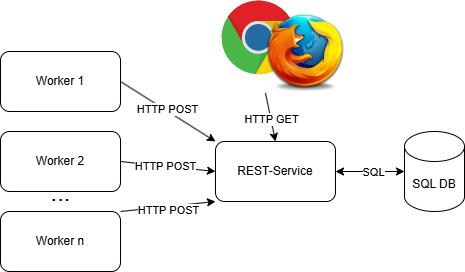 Worker 1
HTTP POST
HTTP GET
Worker 2
HTTP POST
REST-Service
SQL
SQL DB
...
HTTP POST
Worker n